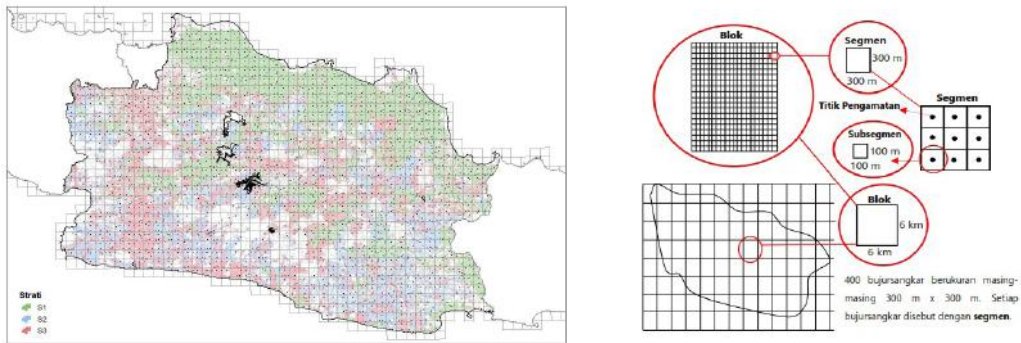 Strati
S1
S2
S3
Blok
Segmen
300 m
300 m
Segmen
Titik Pengamatan
Subsegmen
100 m
100 m
Blok
6 km
6 km
400 bujursangkar berukuran masing-
masing 300 m x 300 m. Setiap
bujursangkar disebut dengan segmen.